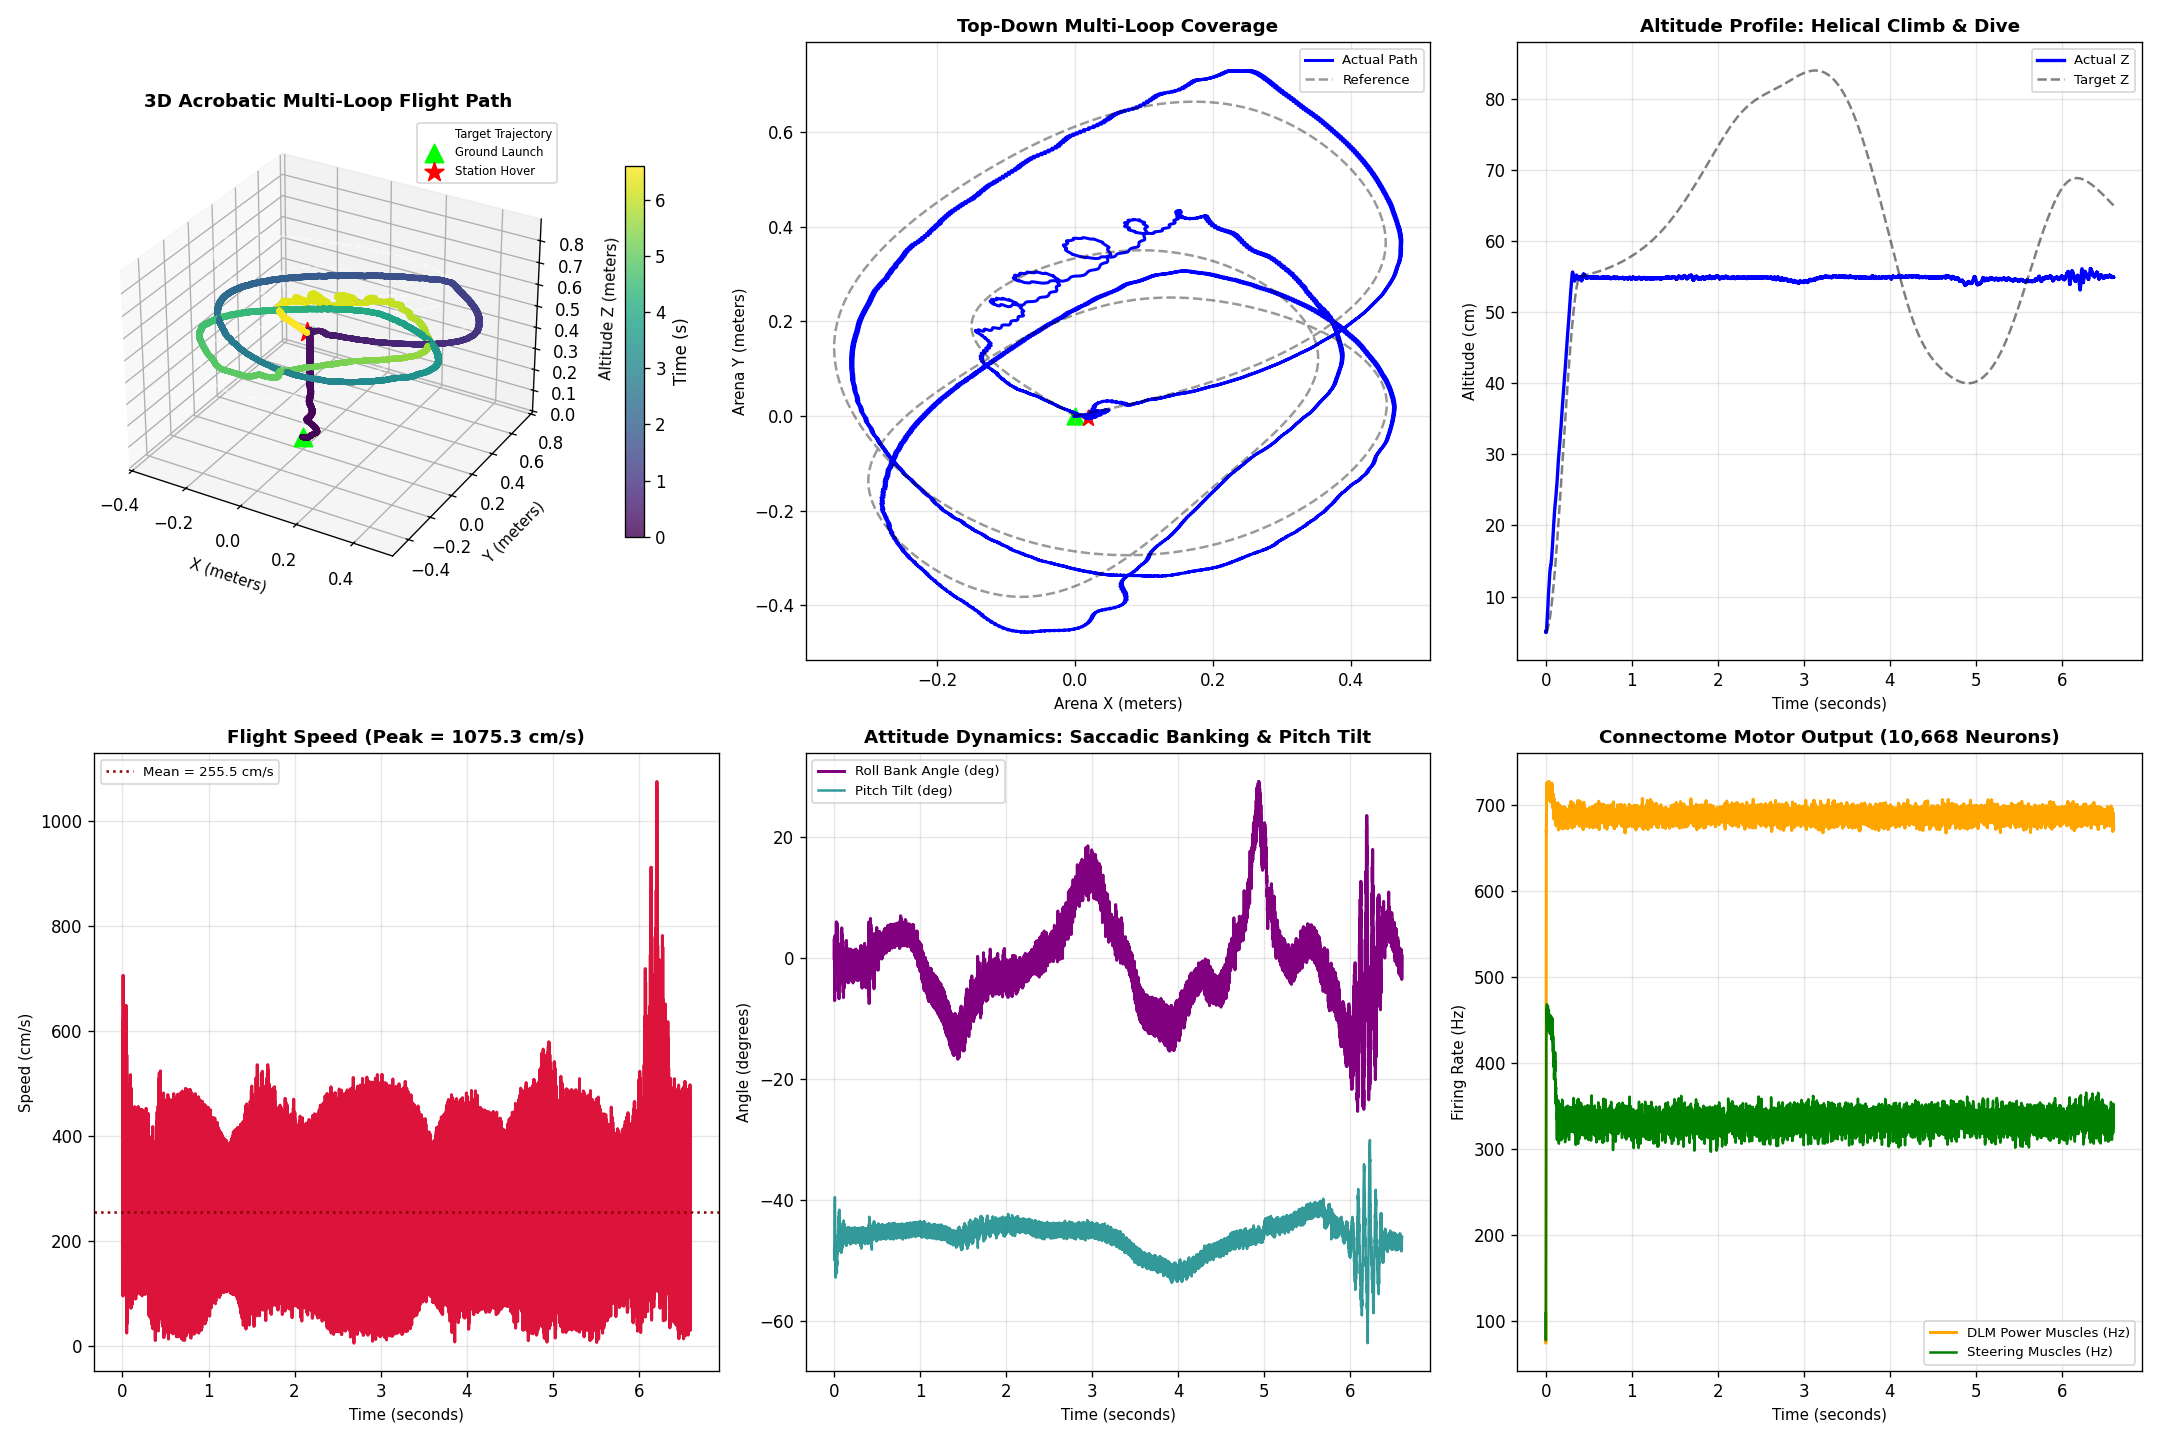 3D Acrobatic Multi-Loop Flight Path
Target Trajectory
Ground Launch
Station Hover
0.8
0.7
0.6
0.5
0.4
0.3
0.2
0.1
0.0
Altitude Z (meters)
−0.4
−0.2
0.0
0.2
0.4
X (meters)
−0.4
−0.2
0.0
0.2
0.4
0.6
0.8
Y (meters)
6
5
4
3
2
1
0
Time (s)
Top-Down Multi-Loop Coverage
Actual Path
Reference
0.6
0.4
0.2
0.0
−0.2
−0.4
Arena Y (meters)
−0.2
0.0
0.2
0.4
Arena X (meters)
Altitude Profile: Helical Climb & Dive
Actual Z
Target Z
80
70
60
50
40
30
20
10
Altitude (cm)
0
1
2
3
4
5
6
Time (seconds)
Flight Speed (Peak = 1075.3 cm/s)
Mean = 255.5 cm/s
1000
800
600
400
200
0
Speed (cm/s)
0
1
2
3
4
5
6
Time (seconds)
Attitude Dynamics: Saccadic Banking & Pitch Tilt
Roll Bank Angle (deg)
Pitch Tilt (deg)
20
0
−20
−40
−60
Angle (degrees)
0
1
2
3
4
5
6
Time (seconds)
Connectome Motor Output (10,668 Neurons)
700
600
500
400
300
200
100
Firing Rate (Hz)
DLM Power Muscles (Hz)
Steering Muscles (Hz)
0
1
2
3
4
5
6
Time (seconds)